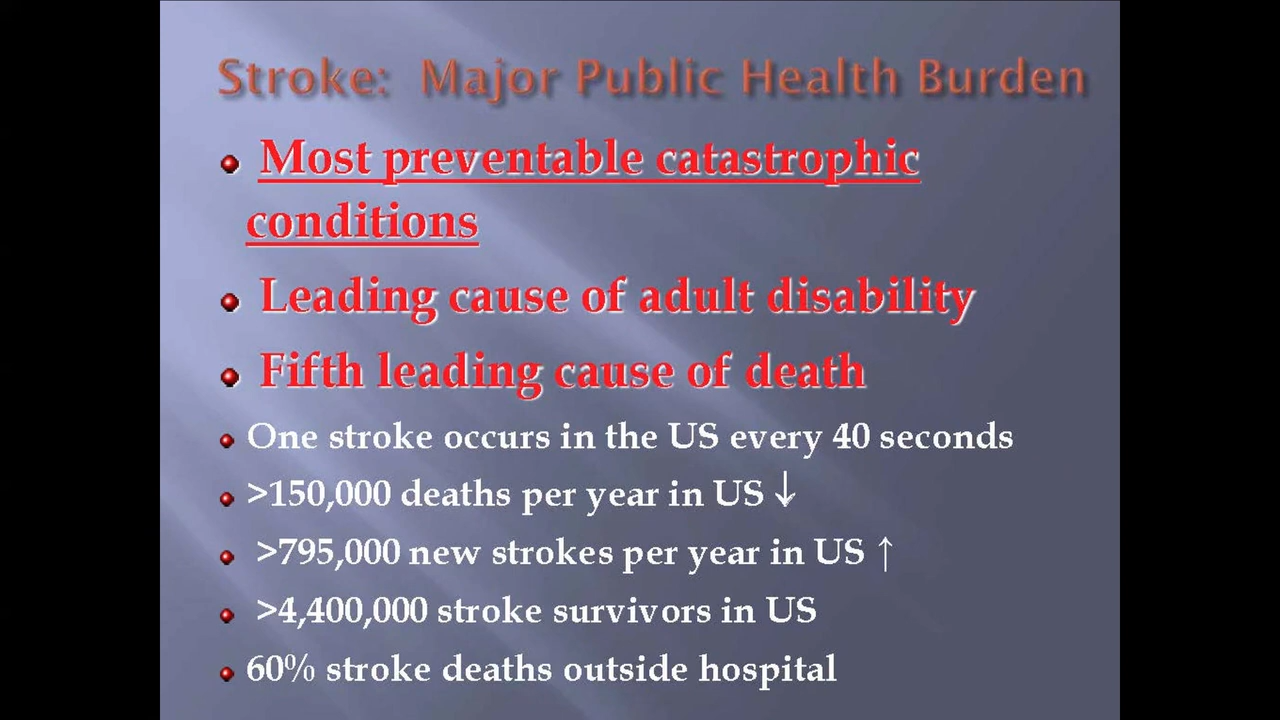 Stroke: Major Public Health Burden
Most preventable catastrophic
conditions
Leading cause of adult disability
Fifth leading cause of death
One stroke occurs in the US every 40 seconds
>150,000 deaths per year in US ↓
>795,000 new strokes per year in US ↑
>4,400,000 stroke survivors in US
60% stroke deaths outside hospital